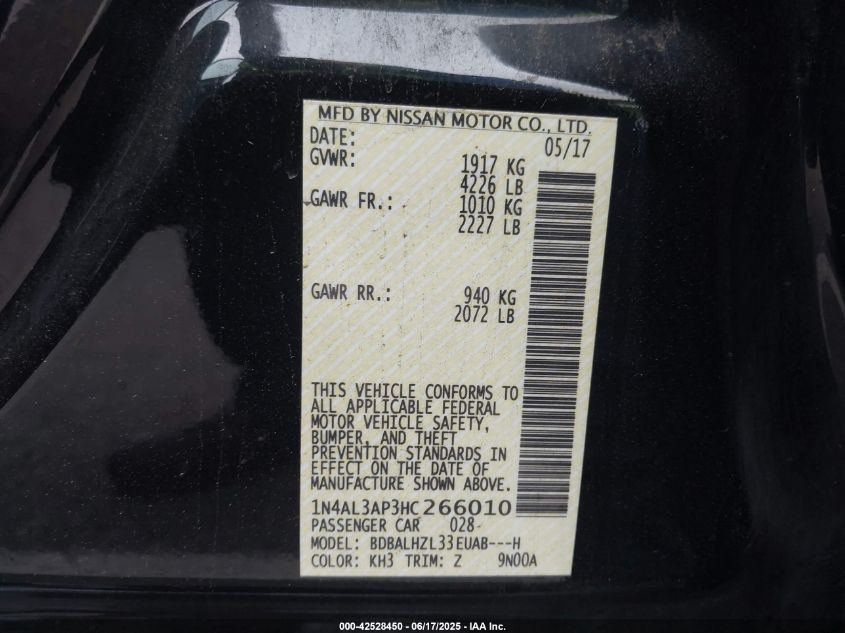 MFD BY NISSAN MOTOR CO., LTD.
DATE: 05/17
GVWR: 1917 KG
4226 LB
GAWR FR.: 1010 KG
2227 LB
GAWR RR.: 940 KG
2072 LB
THIS VEHICLE CONFORMS TO
ALL APPLICABLE FEDERAL
MOTOR VEHICLE SAFETY,
BUMPER, AND THEFT
PREVENTION STANDARDS IN
EFFECT ON THE DATE OF
MANUFACTURE SHOWN ABOVE.
1N4AL3AP3HC266010
PASSENGER CAR 028
MODEL: BDBALHZL33EUAB---H
COLOR: KH3 TRIM: Z 9N00A
000-42528450 - 06/17/2025 - IAA Inc.